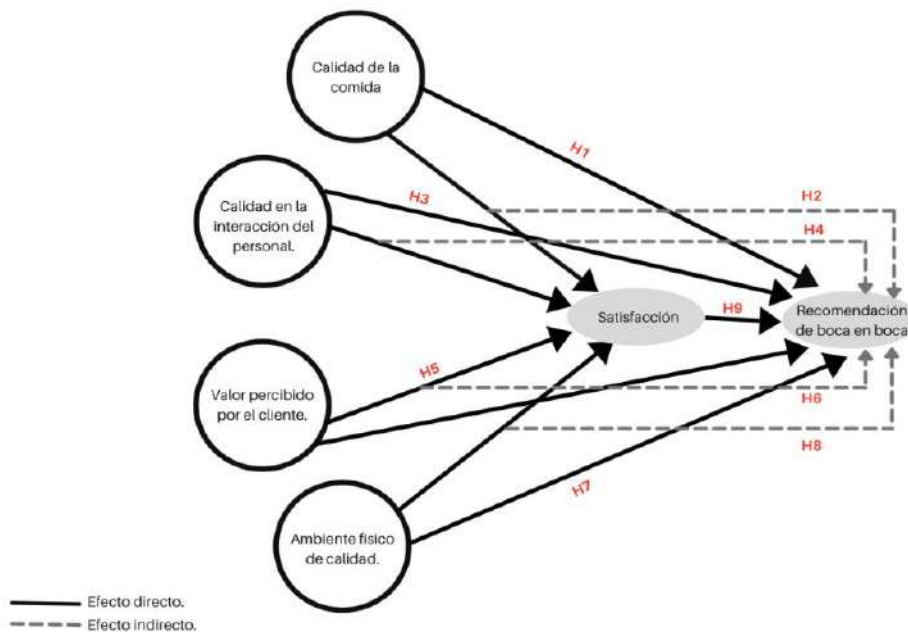 Calidad de la
comida
H1
H3
H2
Calidad en la
interacción del
personal.
H4
Satisfacción
H9
Recomendación
de boca en boca
H5
Valor percibido
por el cliente.
H6
H8
H7
Ambiente físico
de calidad.
Efecto directo.
Efecto indirecto.